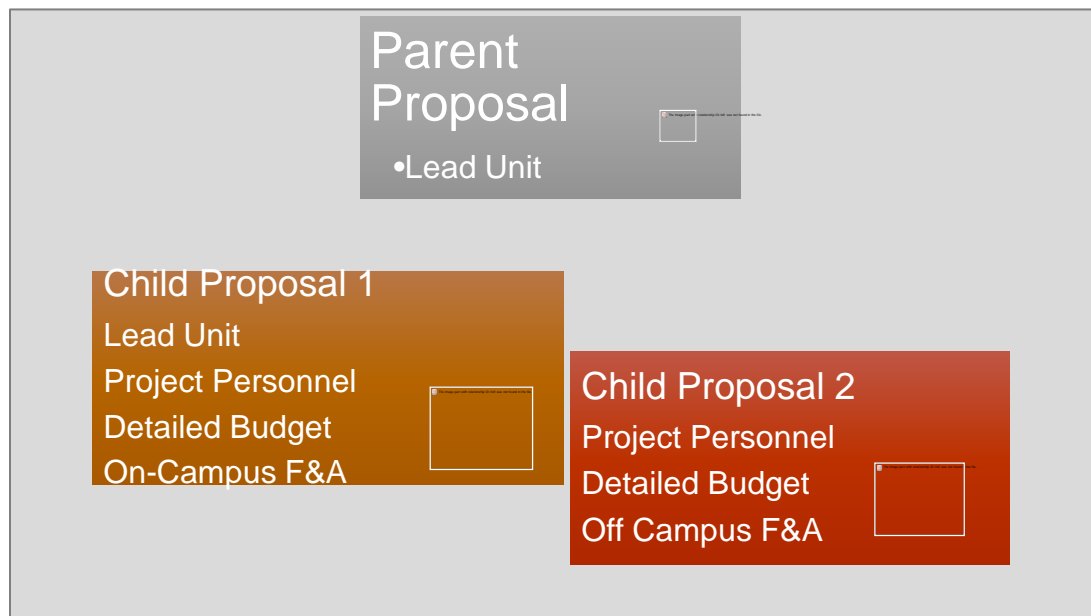 Parent
Proposal
•Lead Unit
Child Proposal 1
Lead Unit
Project Personnel
Detailed Budget
On-Campus F&A
Child Proposal 2
Project Personnel
Detailed Budget
Off Campus F&A